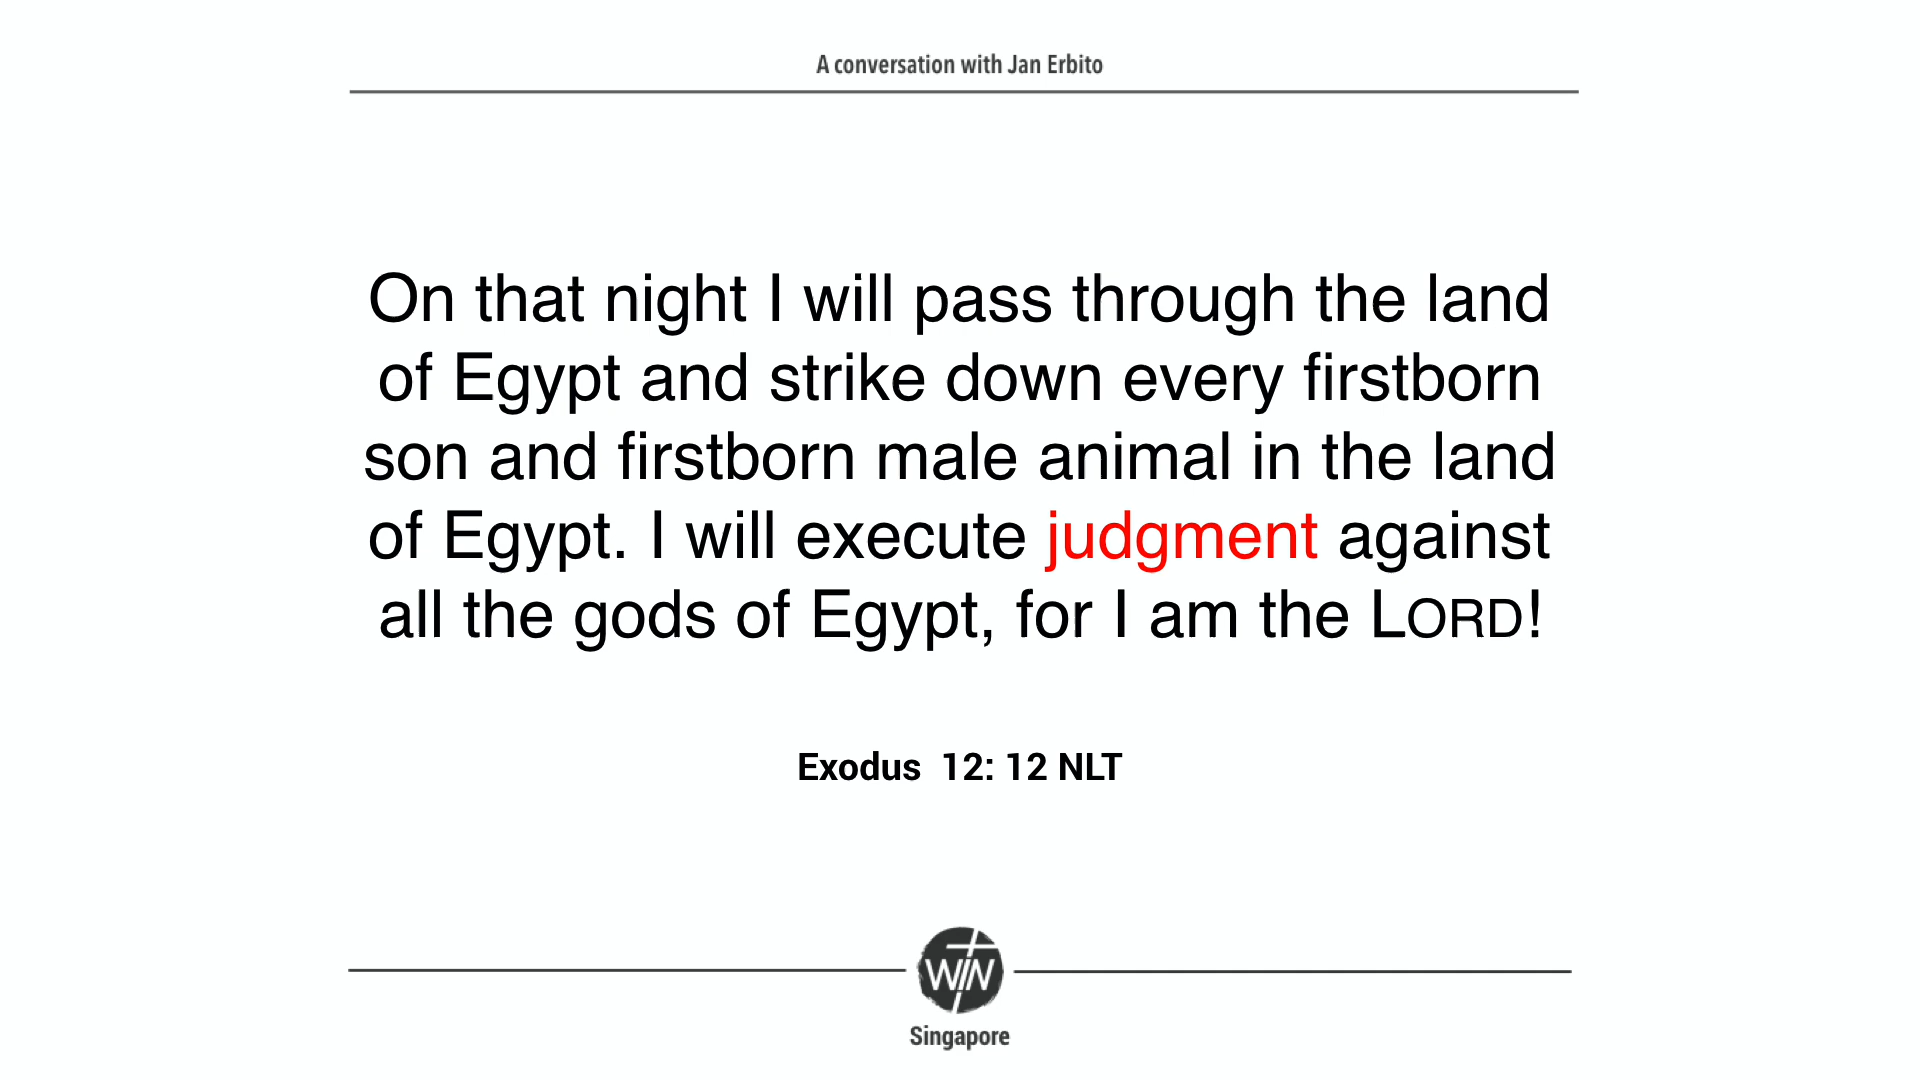 A conversation with Jan Erbito
On that night I will pass through the land
of Egypt and strike down every firstborn
son and firstborn male animal in the land
of Egypt. I will execute judgment against
all the gods of Egypt, for I am the LORD!
Exodus  12: 12 NLT
WIN
Singapore